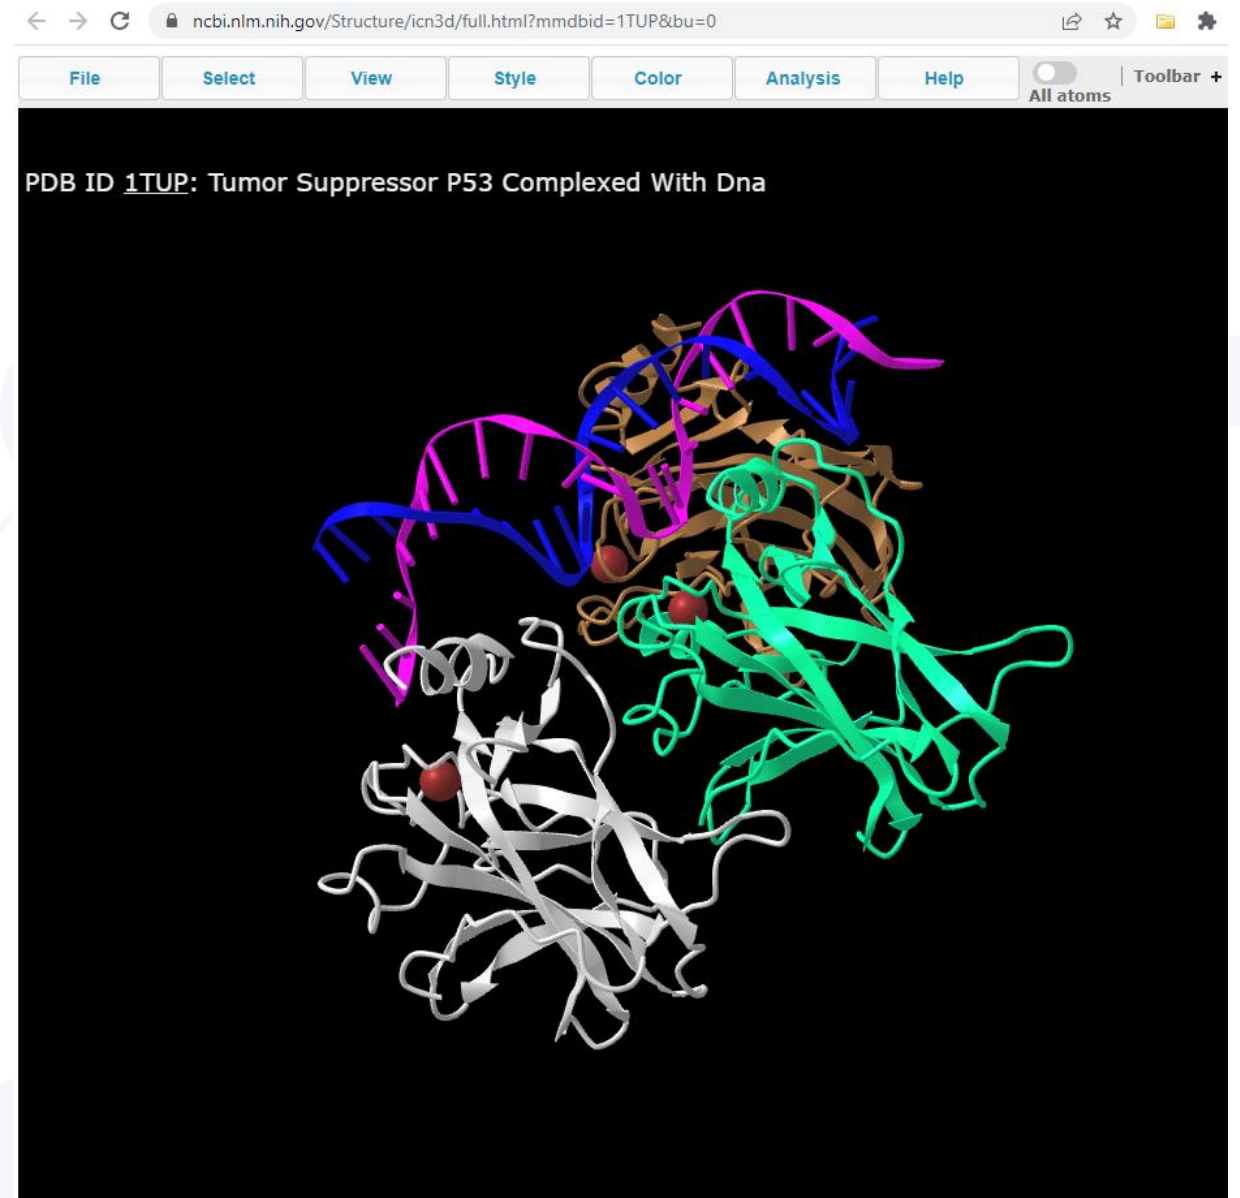 ncbi.nlm.nih.gov/Structure/icn3d/full.html?mmdbid=1TUP&bu=0
File Select View Style Color Analysis Help All atoms | Toolbar +
PDB ID 1TUP: Tumor Suppressor P53 Complexed With Dna